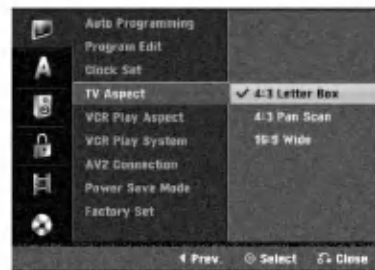 Auto Programming
Program Edit
Clock Set
TV Aspect
✓ 4:3 Letter Box
VCR Play Aspect
4:3 Pan Scan
VCR Play System
16:9 Wide
AV2 Connection
Power Save Mode
Factory Set
A
◄ Prev. ⊙ Select Close